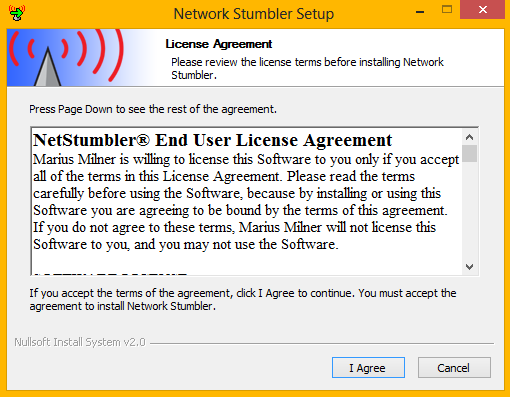 Network Stumbler Setup
License Agreement
Please review the license terms before installing Network
Stumbler.
Press Page Down to see the rest of the agreement.
NetStumbler® End User License Agreement
Marius Milner is willing to license this Software to you only if you accept
all of the terms in this License Agreement. Please read the terms
carefully before using the Software, because by installing or using this
Software you are agreeing to be bound by the terms of this agreement.
If you do not agree to these terms, Marius Milner will not license this
Software to you, and you may not use the Software.
If you accept the terms of the agreement, click I Agree to continue. You must accept the
agreement to install Network Stumbler.
Nullsoft Install System v2.0
I Agree
Cancel